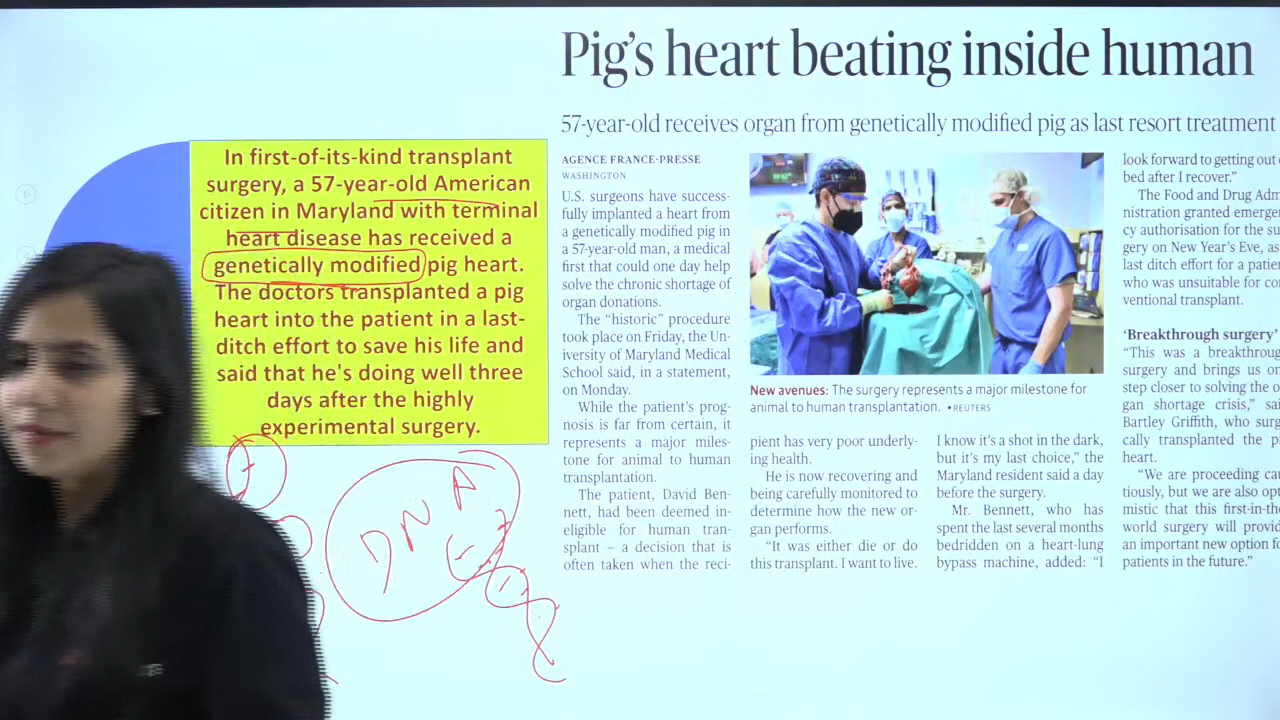 Pig's heart beating inside human
57-year-old receives organ from genetically modified pig as last resort treatment
In first-of-its-kind transplant
surgery, a 57-year-old American
citizen in Maryland with terminal
heart disease has received a
genetically modified pig heart.
The doctors transplanted a pig
heart into the patient in a last-
ditch effort to save his life and
said that he's doing well three
days after the highly
experimental surgery.
DNA
AGENCE FRANCE-PRESSE
WASHINGTON
U.S. surgeons have success-
fully implanted a heart from
a genetically modified pig in
a 57-year-old man, a medical
first that could one day help
solve the chronic shortage of
organ donations.
The “historic” procedure
took place on Friday, the Un-
iversity of Maryland Medical
School said, in a statement,
on Monday.
While the patient's prog-
nosis is far from certain, it
represents a major miles-
tone for animal to human
transplantation.
The patient, David Ben-
nett, had been deemed in-
eligible for human tran-
splant – a decision that is
often taken when the reci-
New avenues: The surgery represents a major milestone for
animal to human transplantation. •REUTERS
pient has very poor underly-
ing health.
He is now recovering and
being carefully monitored to
determine how the new or-
gan performs.
“It was either die or do
this transplant. I want to live.
I know it's a shot in the dark,
but it's my last choice,” the
Maryland resident said a day
before the surgery.
Mr. Bennett, who has
spent the last several months
bedridden on a heart-lung
bypass machine, added: “I
look forward to getting out
bed after I recover.”
The Food and Drug Adm
nistration granted emerge
cy authorisation for the su
gery on New Year's Eve, as
last ditch effort for a patie
who was unsuitable for co
ventional transplant.
‘Breakthrough surgery’
“This was a breakthroug
surgery and brings us on
step closer to solving the o
gan shortage crisis,” sai
Bartley Griffith, who surg
cally transplanted the p
heart.
“We are proceeding cau
tiously, but we are also opt
mistic that this first-in-the
world surgery will provid
an important new option fo
patients in the future.”